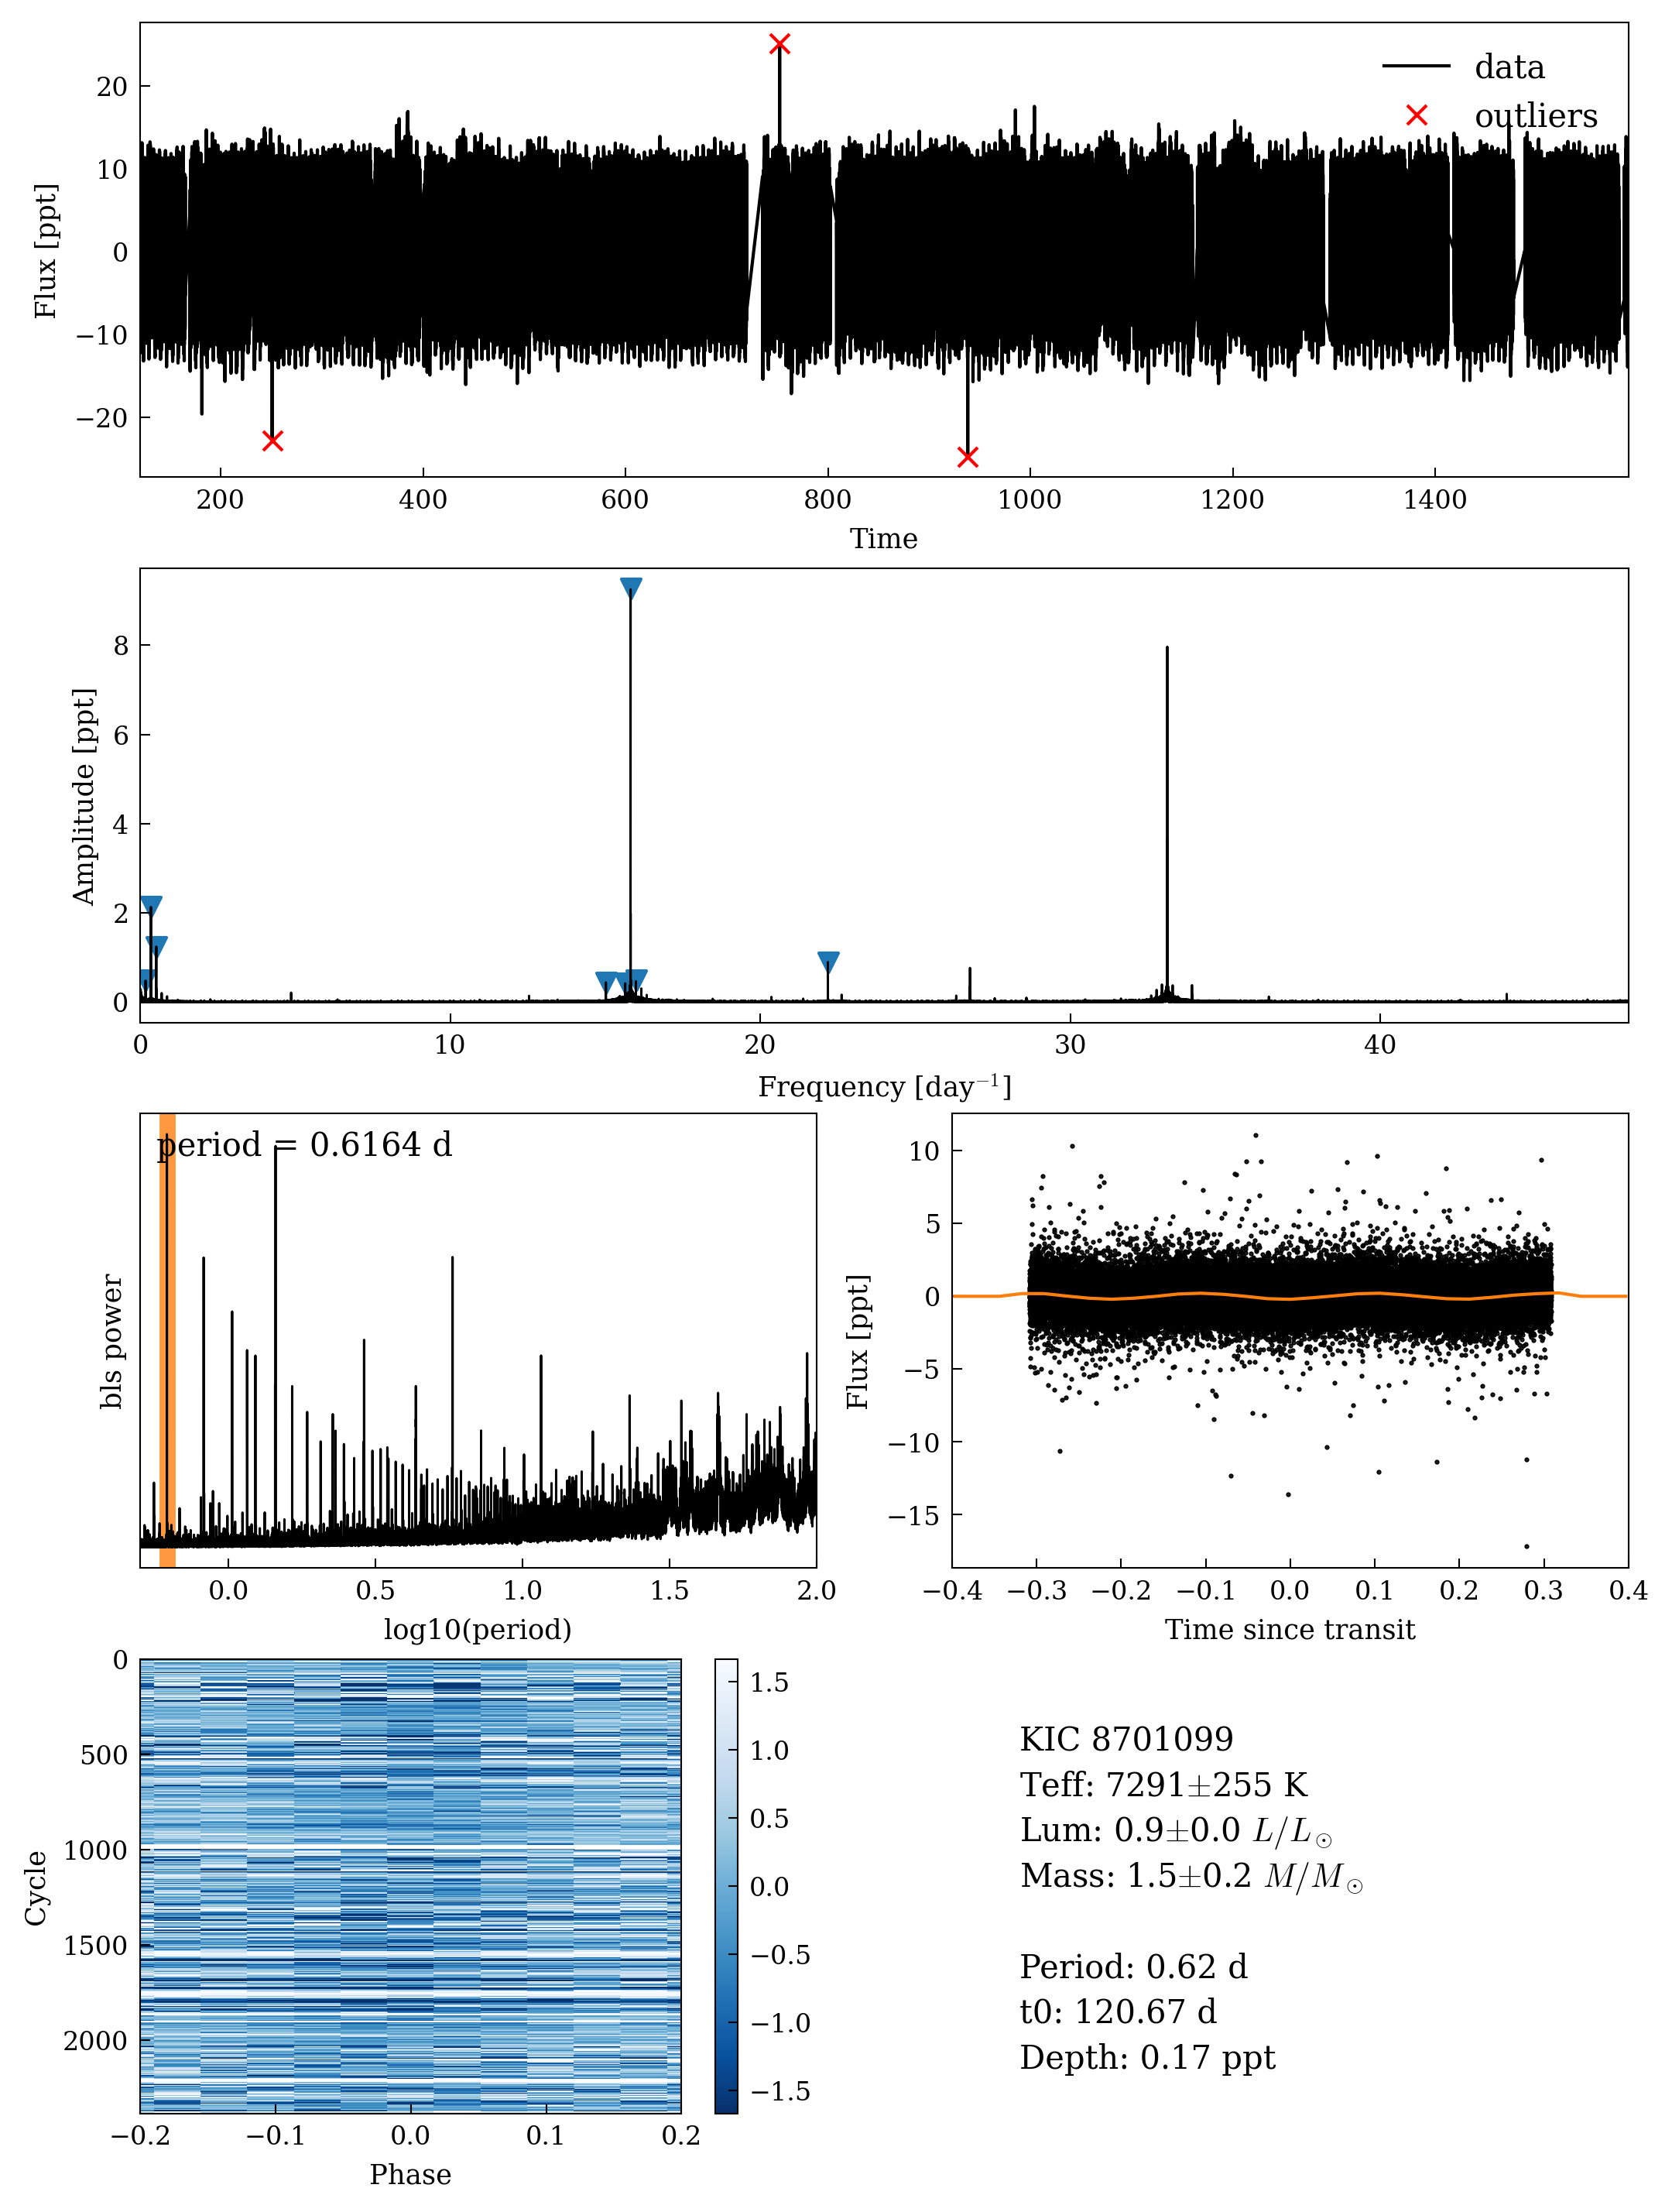 data
outliers
20
10
0
−10
−20
Flux [ppt]
200 400 600 800 1000 1200 1400
Time
8
6
4
2
0
Amplitude [ppt]
0 10 20 30 40
Frequency [day⁻¹]
period = 0.6164 d
bls power
0.0 0.5 1.0 1.5 2.0
log10(period)
10
5
0
−5
−10
−15
Flux [ppt]
−0.4 −0.3 −0.2 −0.1 0.0 0.1 0.2 0.3 0.4
Time since transit
0
500
1000
1500
2000
Cycle
−0.2 −0.1 0.0 0.1 0.2
Phase
1.5
1.0
0.5
0.0
−0.5
−1.0
−1.5
KIC 8701099
Teff: 7291±255 K
Lum: 0.9±0.0 L/L⊙
Mass: 1.5±0.2 M/M⊙
Period: 0.62 d
t0: 120.67 d
Depth: 0.17 ppt